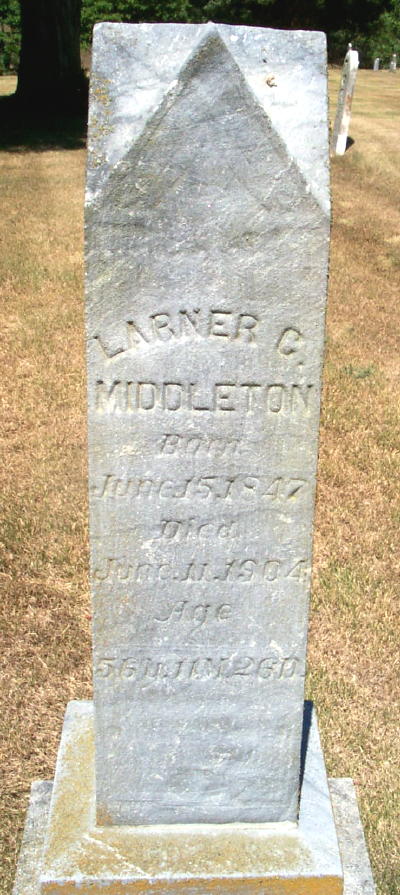 LARNER C.
MIDDLETON
Born
June 15, 1847
Died
June. 11. 1904
Age
56Y. 11M. 26D.